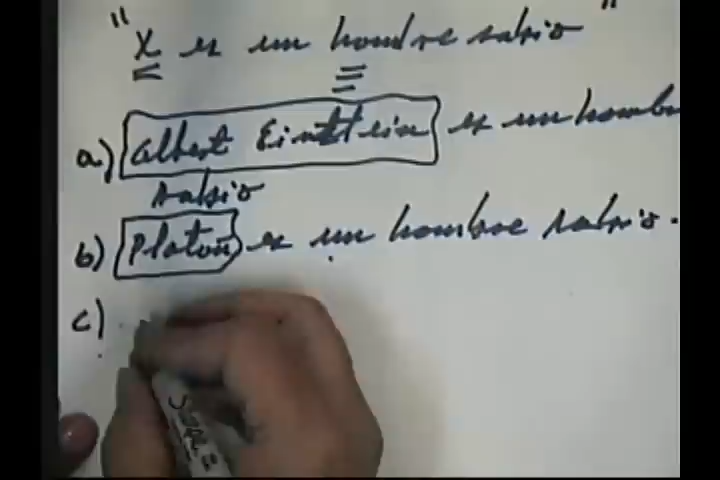 "X es un hombre sabio"
a) Albert Einstein es un hombre
sabio
b) Platon es un hombre sabio.
c)